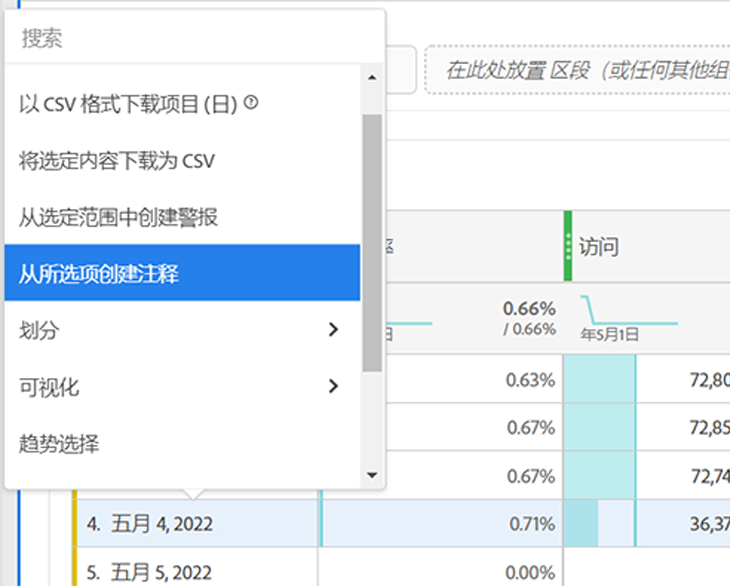 搜索
在此处放置 区段（或任何其他组
以 CSV 格式下载项目 (日)
将选定内容下载为 CSV
从选定范围中创建警报
从所选项创建注释
访问
划分
0.66%
/ 0.66%
年5月1日
可视化
0.63%
72,80
0.67%
72,85
趋势选择
0.67%
72,74
4. 五月 4, 2022
0.71%
36,37
5. 五月 5, 2022
0.00%